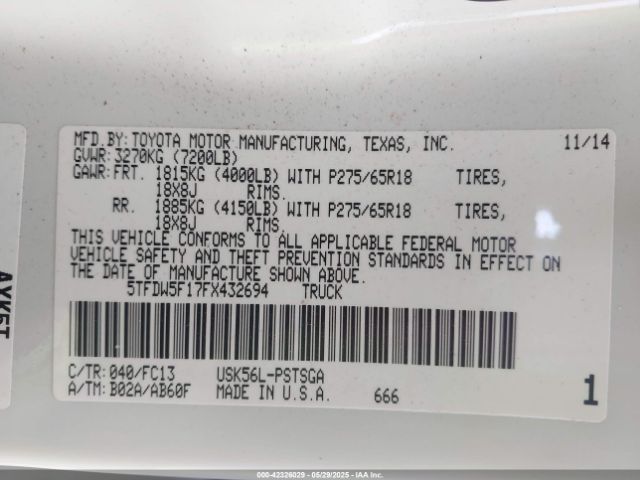 MFD.BY: TOYOTA MOTOR MANUFACTURING, TEXAS, INC. 11/14
GVWR: 3270KG (7200LB)
GAWR: FRT. 1815KG (4000LB) WITH P275/65R18 TIRES,
18X8J RIMS.
RR. 1885KG (4150LB) WITH P275/65R18 TIRES,
18X8J RIMS.
THIS VEHICLE CONFORMS TO ALL APPLICABLE FEDERAL MOTOR
VEHICLE SAFETY AND THEFT PREVENTION STANDARDS IN EFFECT ON
THE DATE OF MANUFACTURE SHOWN ABOVE.
5TFDW5F17FX432694 TRUCK
C/TR: 040/FC13 USK56L-PSTSGA
A/TM: B02A/AB60F MADE IN U.S.A. 666 1
000-42326029 - 05/29/2025 - IAA